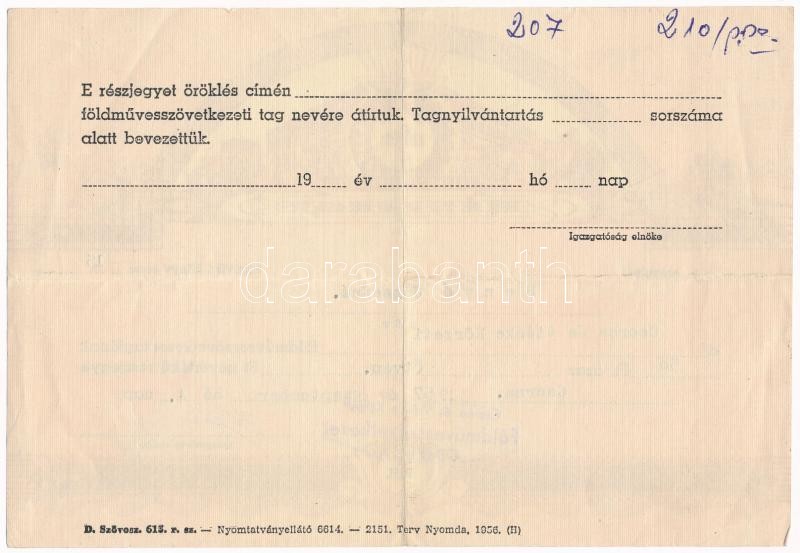 207 210/
E részjegyet öröklés címén
földművesszövetkezeti tag nevére átírtuk. Tagnyilvántartás sorszáma
alatt bevezettük.
19 év hó nap
Igazgatóság elnöke
darabanth
D. Szövosz. 613. r. sz. — Nyomtatványellátó 6614. — 2151. Terv Nyomda, 1956. (H)